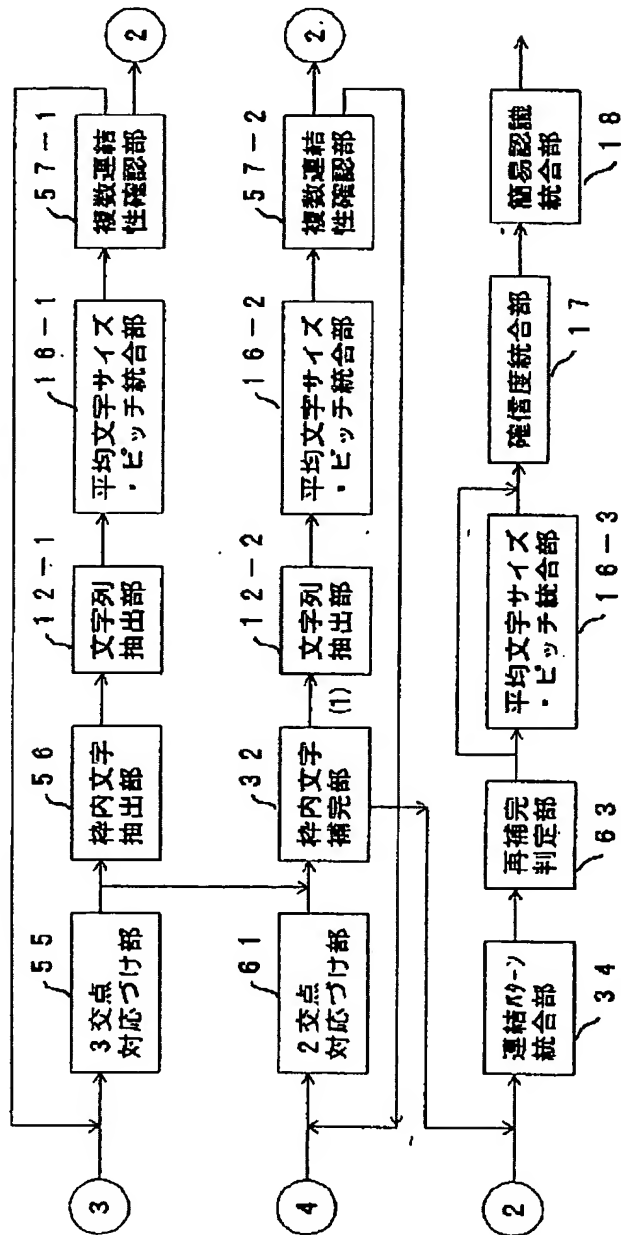 3
55
3交点
対応づけ部
56
枠内文字
抽出部
12-1
文字列
抽出部
16-1
平均文字サイズ
・ピッチ統合部
57-1
複数連結
性確認部
2
4
61
2交点
対応づけ部
32
枠内文字
補完部
(1)
12-2
文字列
抽出部
16-2
平均文字サイズ
・ピッチ統合部
57-2
複数連結
性確認部
2
2
連結パターン
統合部
34
再補完
判定部
63
平均文字サイズ
・ピッチ統合部
16-3
確信度統合部
17
簡易認識
統合部
18